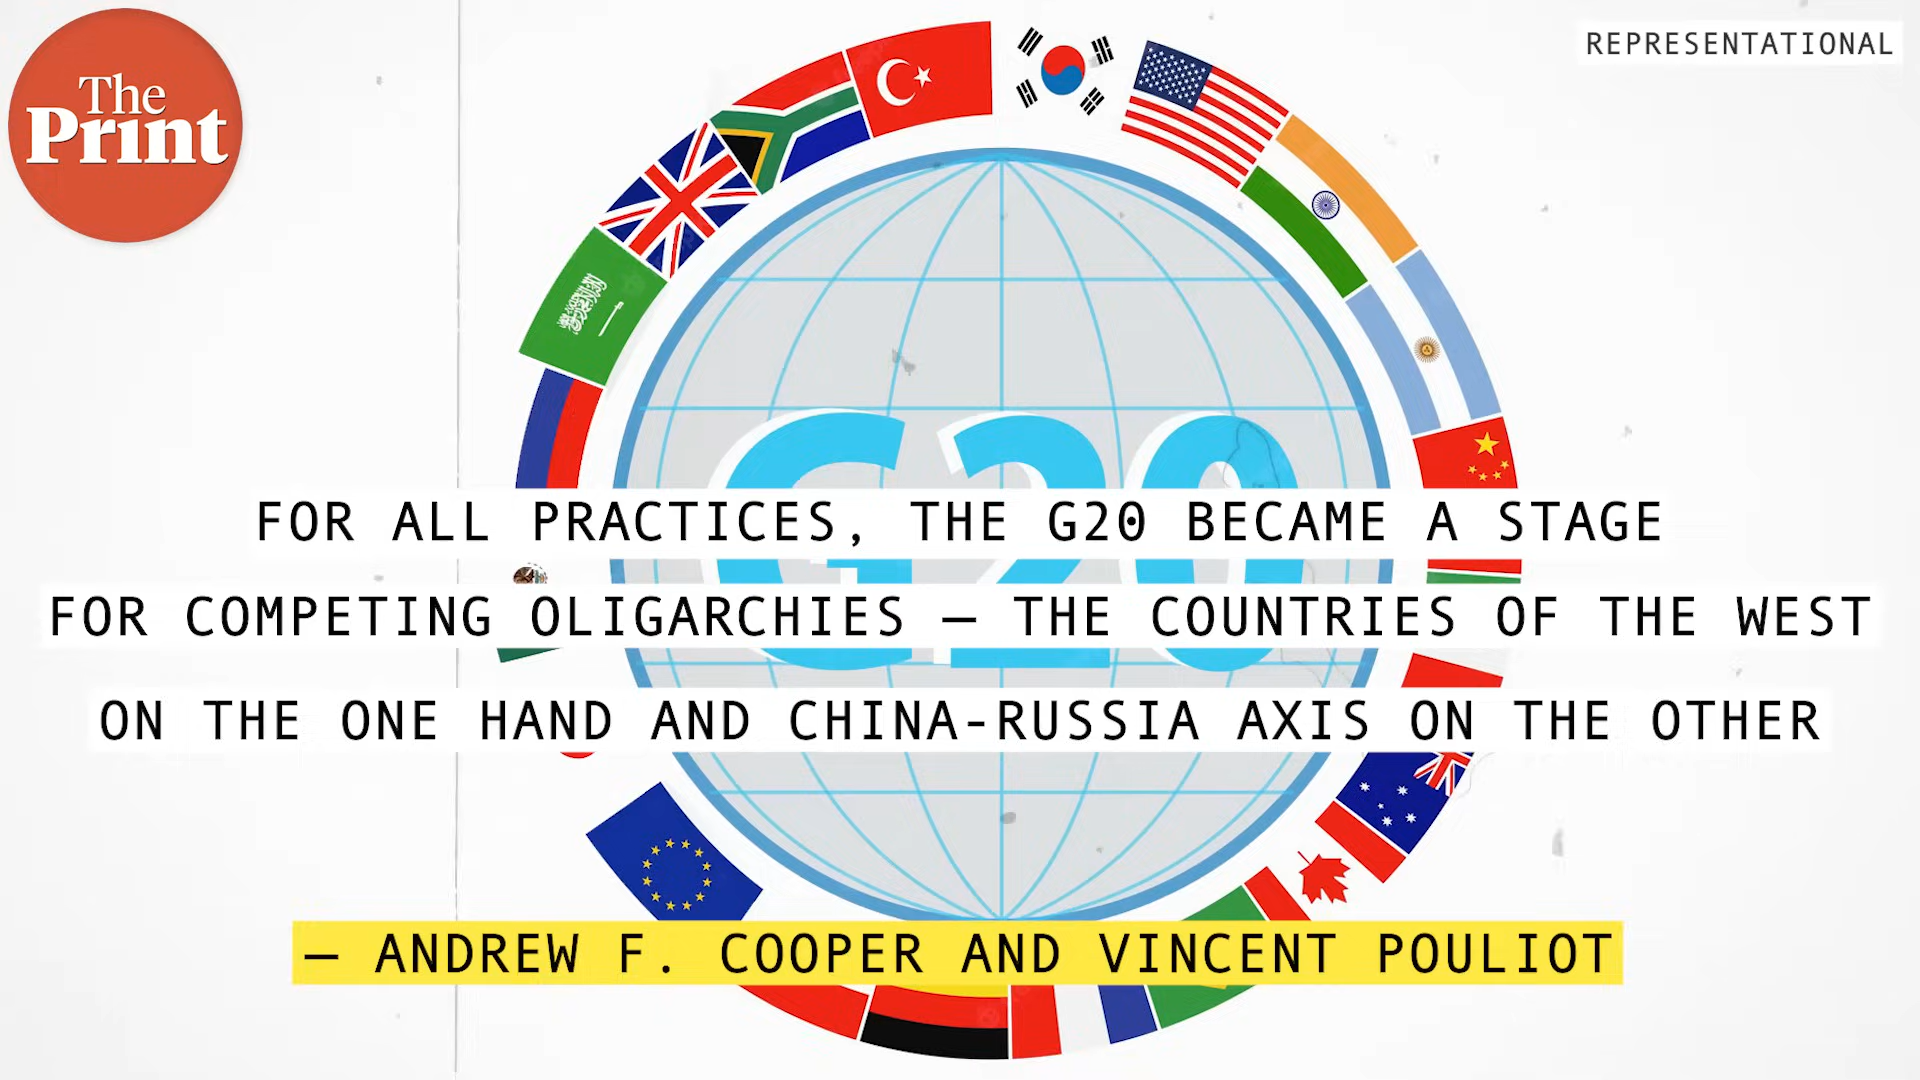 The
Print
REPRESENTATIONAL
G20
FOR ALL PRACTICES, THE G20 BECAME A STAGE
FOR COMPETING OLIGARCHIES – THE COUNTRIES OF THE WEST
ON THE ONE HAND AND CHINA-RUSSIA AXIS ON THE OTHER
– ANDREW F. COOPER AND VINCENT POULIOT